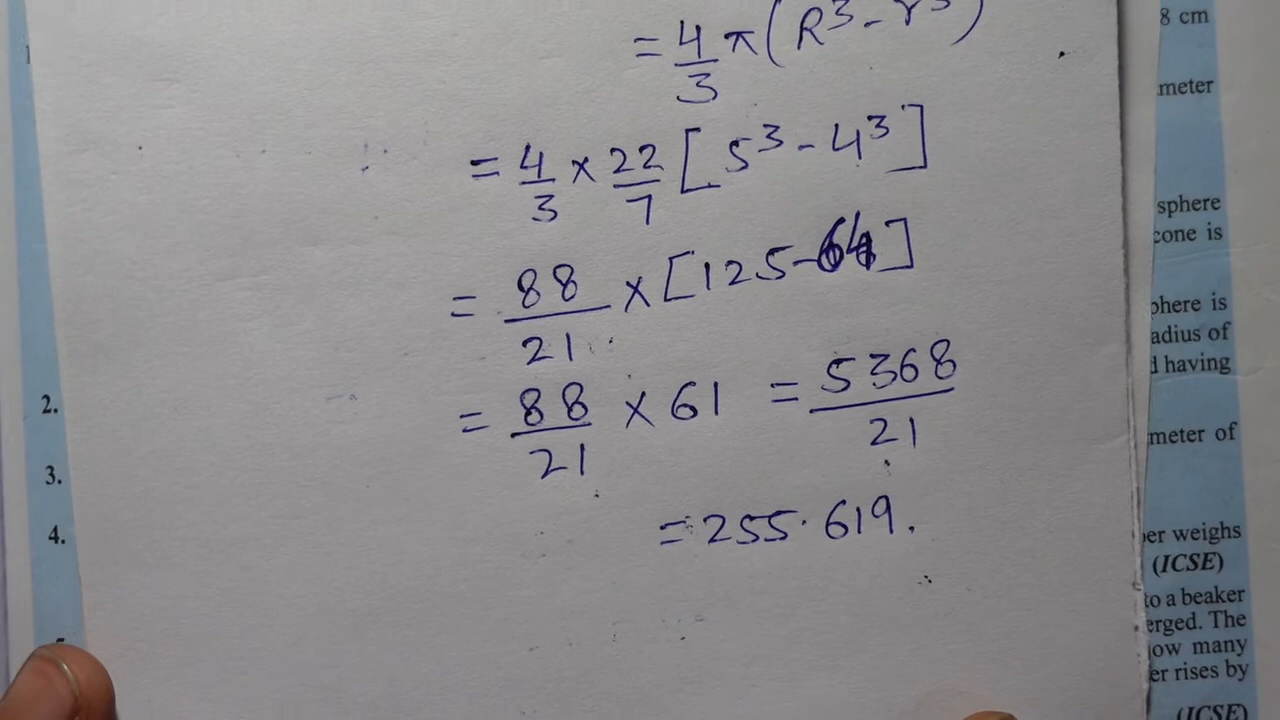 = 4/3 π (R³ - r³)
= 4/3 × 22/7 [5³ - 4³]
= 88/21 × [125 - 64]
= 88/21 × 61 = 5368/21
= 255.619.
2.
3.
4.
8 cm
meter
sphere
cone is
phere is
adius of
d having
meter of
er weighs
(ICSE)
to a beaker
erged. The
ow many
er rises by
(ICSE)